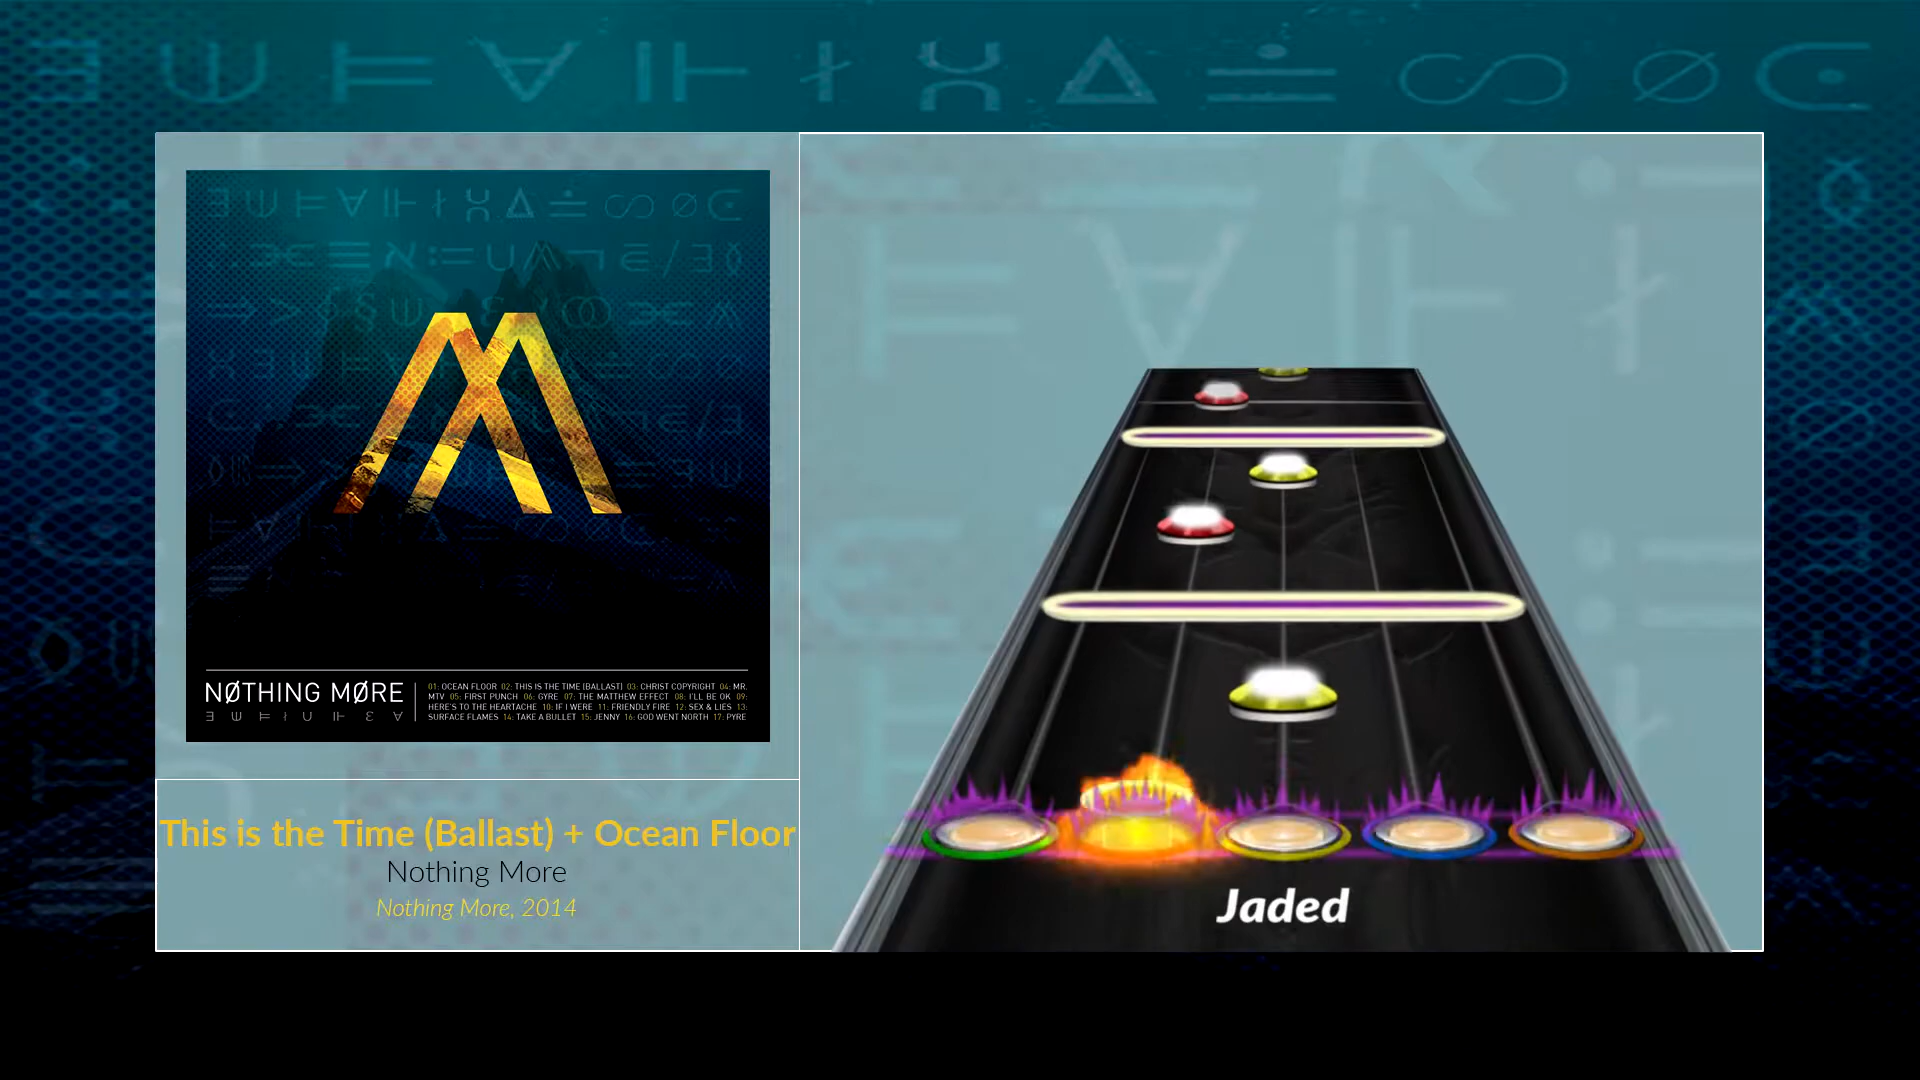 NØTHING MØRE
01: OCEAN FLOOR 02: THIS IS THE TIME (BALLAST) 03: CHRIST COPYRIGHT 04: MR.
MTV 05: FIRST PUNCH 06: GYRE 07: THE MATTHEW EFFECT 08: I'LL BE OK 09:
HERE'S TO THE HEARTACHE 10: IF I WERE 11: FRIENDLY FIRE 12: SEX & LIES 13:
SURFACE FLAMES 14: TAKE A BULLET 15: JENNY 16: GOD WENT NORTH 17: PYRE
This is the Time (Ballast) + Ocean Floor
Nothing More
Nothing More, 2014
Jaded